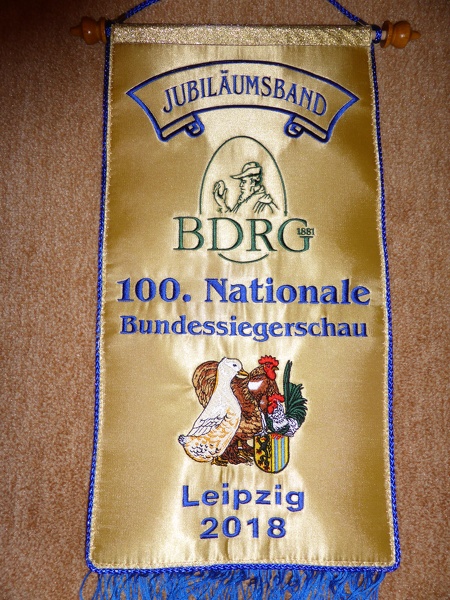 JUBILÄUMSBAND
BDRG 1881
100. Nationale
Bundessiegerschau
Leipzig
2018